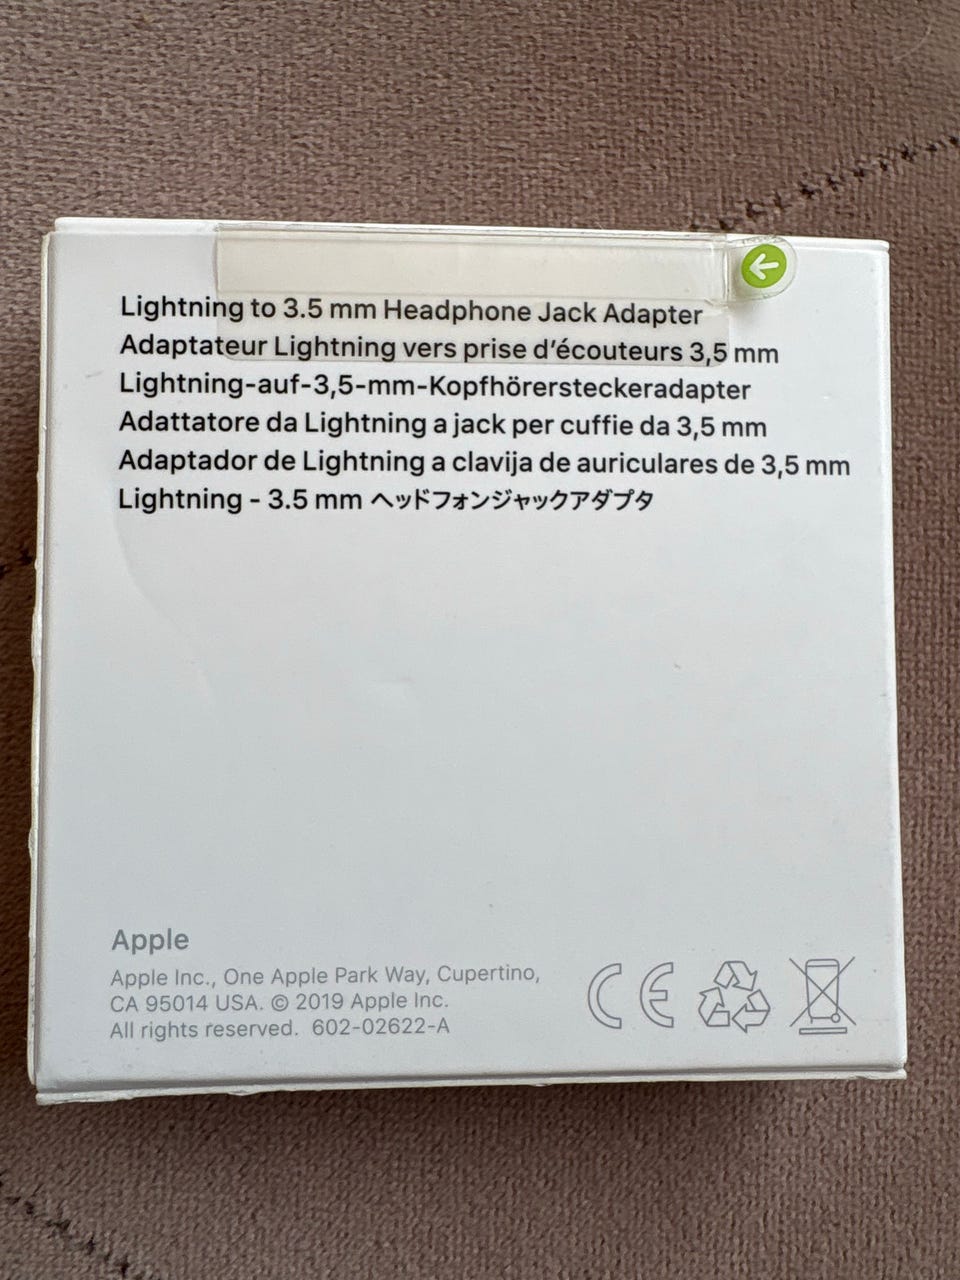 Lightning to 3.5 mm Headphone Jack Adapter
Adaptateur Lightning vers prise d’écouteurs 3,5 mm
Lightning-auf-3,5-mm-Kopfhörersteckeradapter
Adattatore da Lightning a jack per cuffie da 3,5 mm
Adaptador de Lightning a clavija de auriculares de 3,5 mm
Lightning - 3.5 mm ヘッドフォンジャックアダプタ
Apple
Apple Inc., One Apple Park Way, Cupertino,
CA 95014 USA. © 2019 Apple Inc.
All rights reserved. 602-02622-A
CE